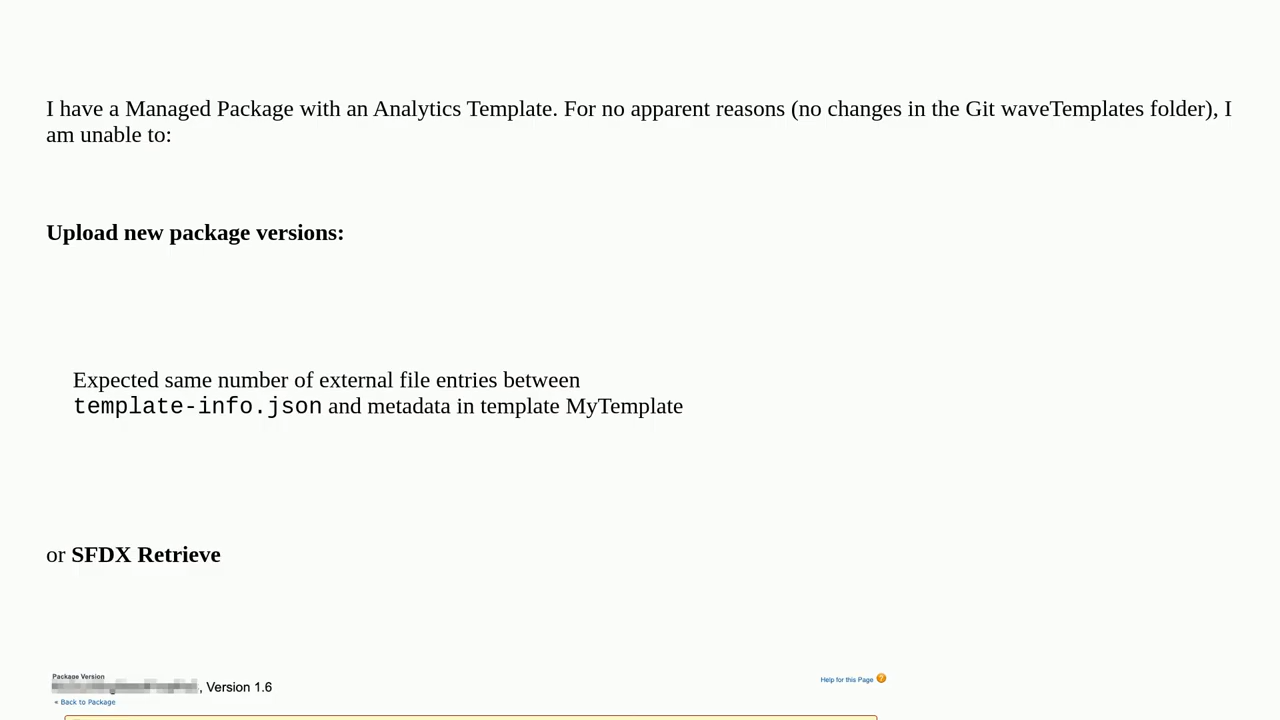 I have a Managed Package with an Analytics Template. For no apparent reasons (no changes in the Git waveTemplates folder), I
am unable to:
Upload new package versions:
Expected same number of external file entries between
template-info.json and metadata in template MyTemplate
or SFDX Retrieve
Package Version
, Version 1.6
Help for this Page ?
« Back to Package